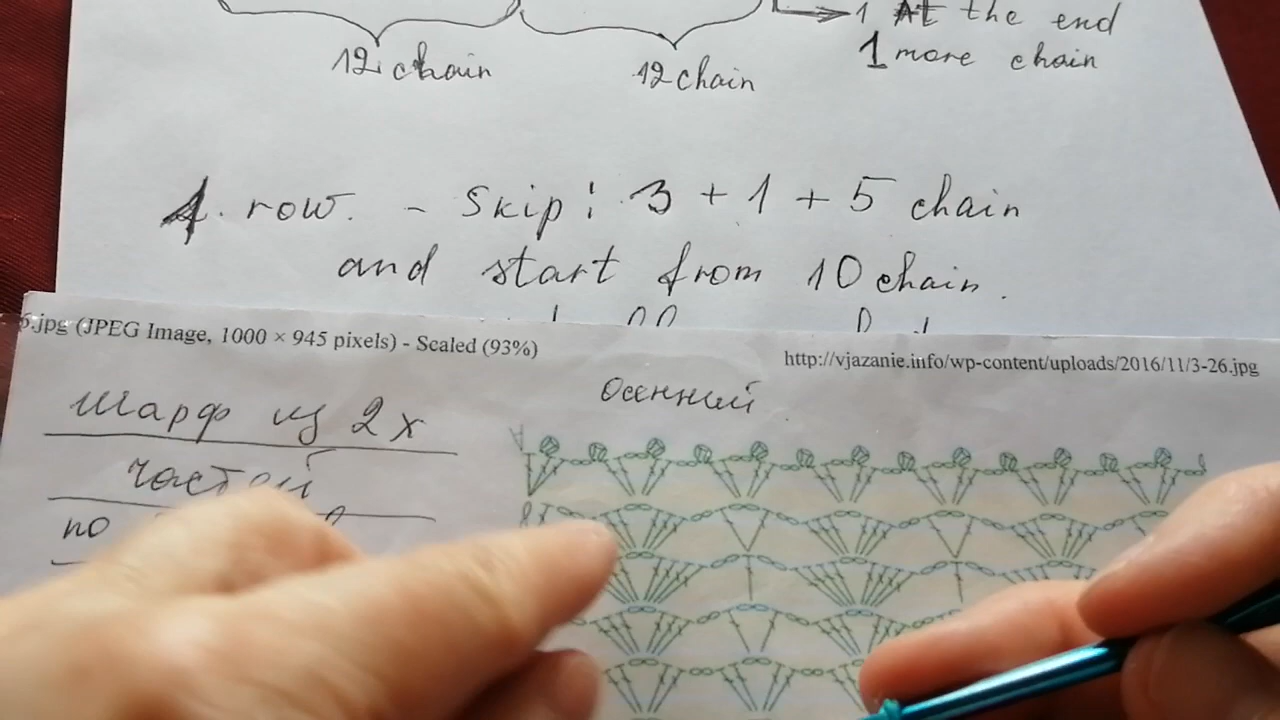 1 At the end
12 chain 12 chain 1 more chain
1. row. - Skip: 3 + 1 + 5 chain
and start from 10 chain.
6.jpg (JPEG Image, 1000 × 945 pixels) - Scaled (93%)
http://vjazanie.info/wp-content/uploads/2016/11/3-26.jpg
Осенний
Шарф из 2х
частей
по